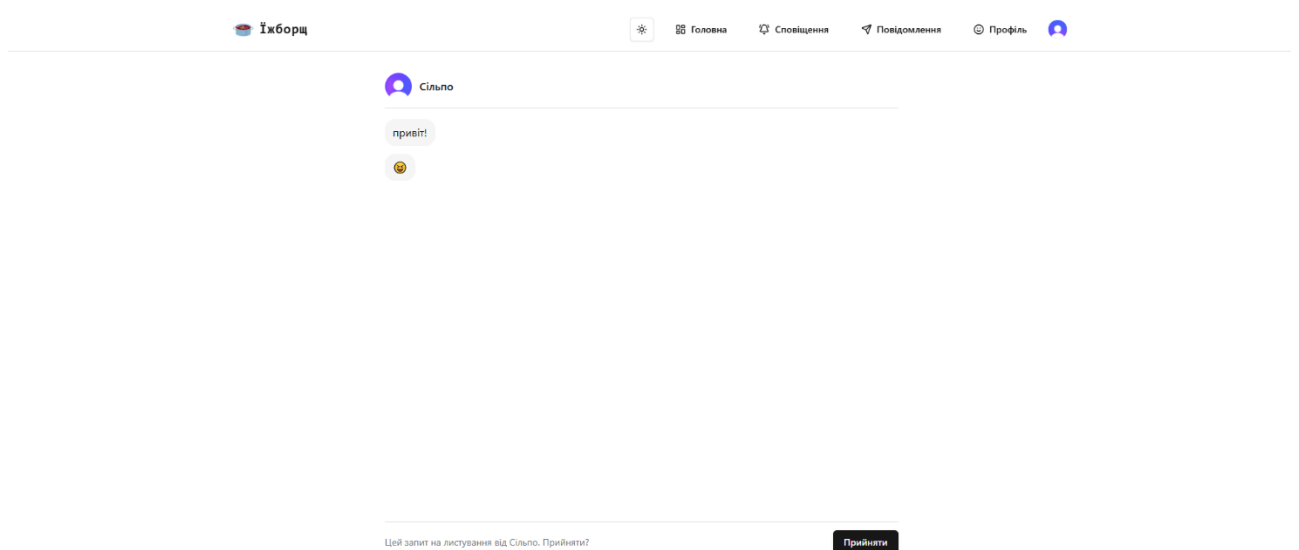 Їжборщ
Головна Сповіщення Повідомлення Профіль
Сільпо
привіт!
😆
Цей запит на листування від Сільпо. Прийняти?
Прийняти